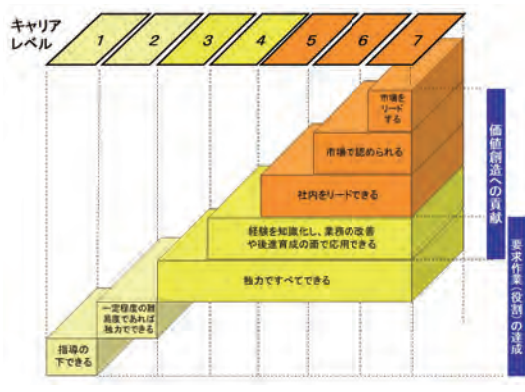 キャリア
レベル
1 2 3 4 5 6 7
市場を
リード
する
市場で認められる
社内をリードできる
経験を知識化し、業務の改善
や後進育成の面で応用できる
独力ですべてできる
一定程度の難
易度であれば
独力でできる
指導の
下できる
価値創造への貢献
要求作業(役割)の達成